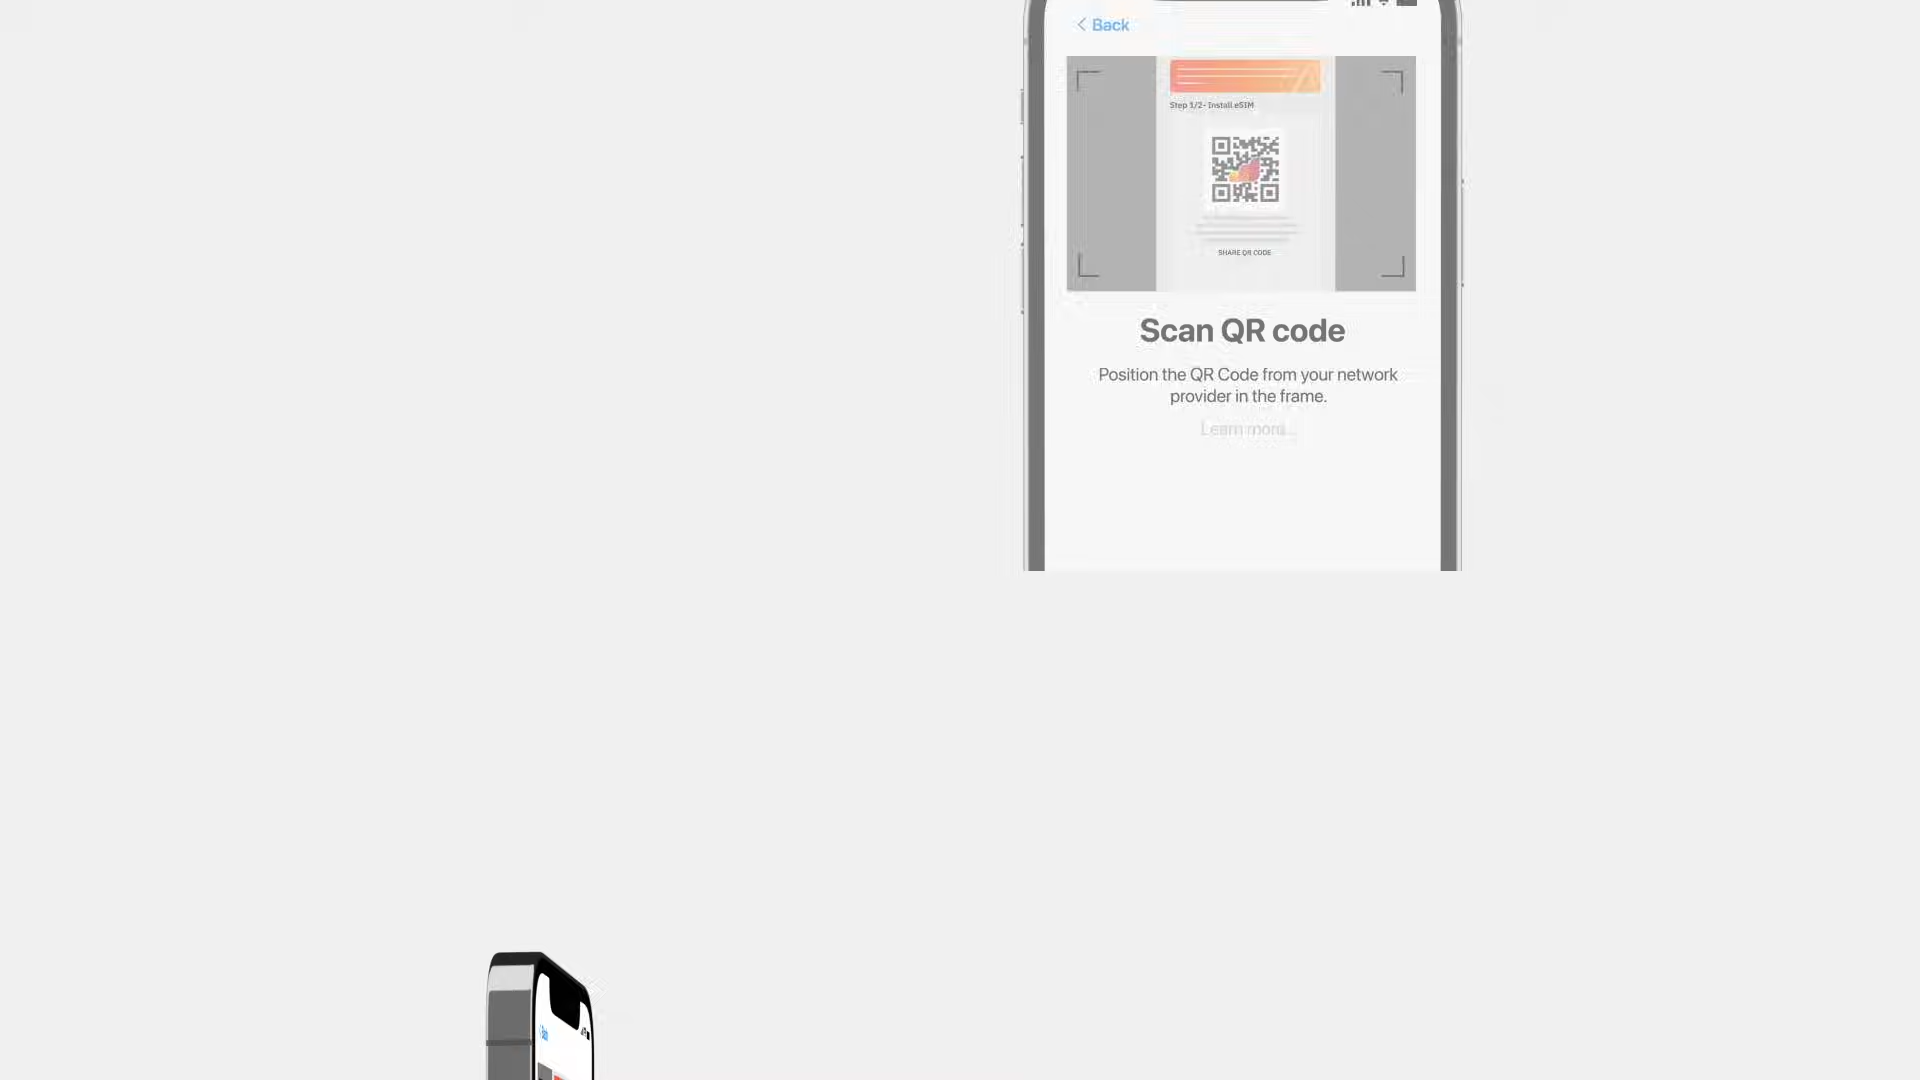 Back
Step 1/2- Install eSIM
SHARE QR CODE
Scan QR code
Position the QR Code from your network
provider in the frame.
Learn more...